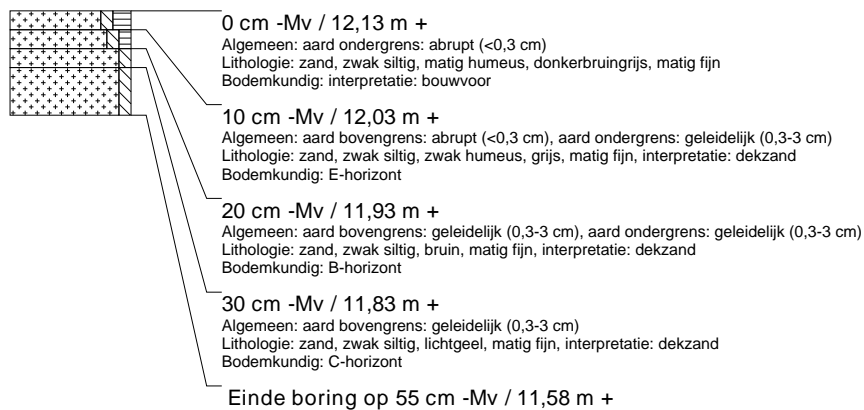 0 cm -Mv / 12,13 m +
Algemeen: aard ondergrens: abrupt (<0,3 cm)
Lithologie: zand, zwak siltig, matig humeus, donkerbruingrijs, matig fijn
Bodemkundig: interpretatie: bouwvoor
10 cm -Mv / 12,03 m +
Algemeen: aard bovengrens: abrupt (<0,3 cm), aard ondergrens: geleidelijk (0,3-3 cm)
Lithologie: zand, zwak siltig, zwak humeus, grijs, matig fijn, interpretatie: dekzand
Bodemkundig: E-horizont
20 cm -Mv / 11,93 m +
Algemeen: aard bovengrens: geleidelijk (0,3-3 cm), aard ondergrens: geleidelijk (0,3-3 cm)
Lithologie: zand, zwak siltig, bruin, matig fijn, interpretatie: dekzand
Bodemkundig: B-horizont
30 cm -Mv / 11,83 m +
Algemeen: aard bovengrens: geleidelijk (0,3-3 cm)
Lithologie: zand, zwak siltig, lichtgeel, matig fijn, interpretatie: dekzand
Bodemkundig: C-horizont
Einde boring op 55 cm -Mv / 11,58 m +